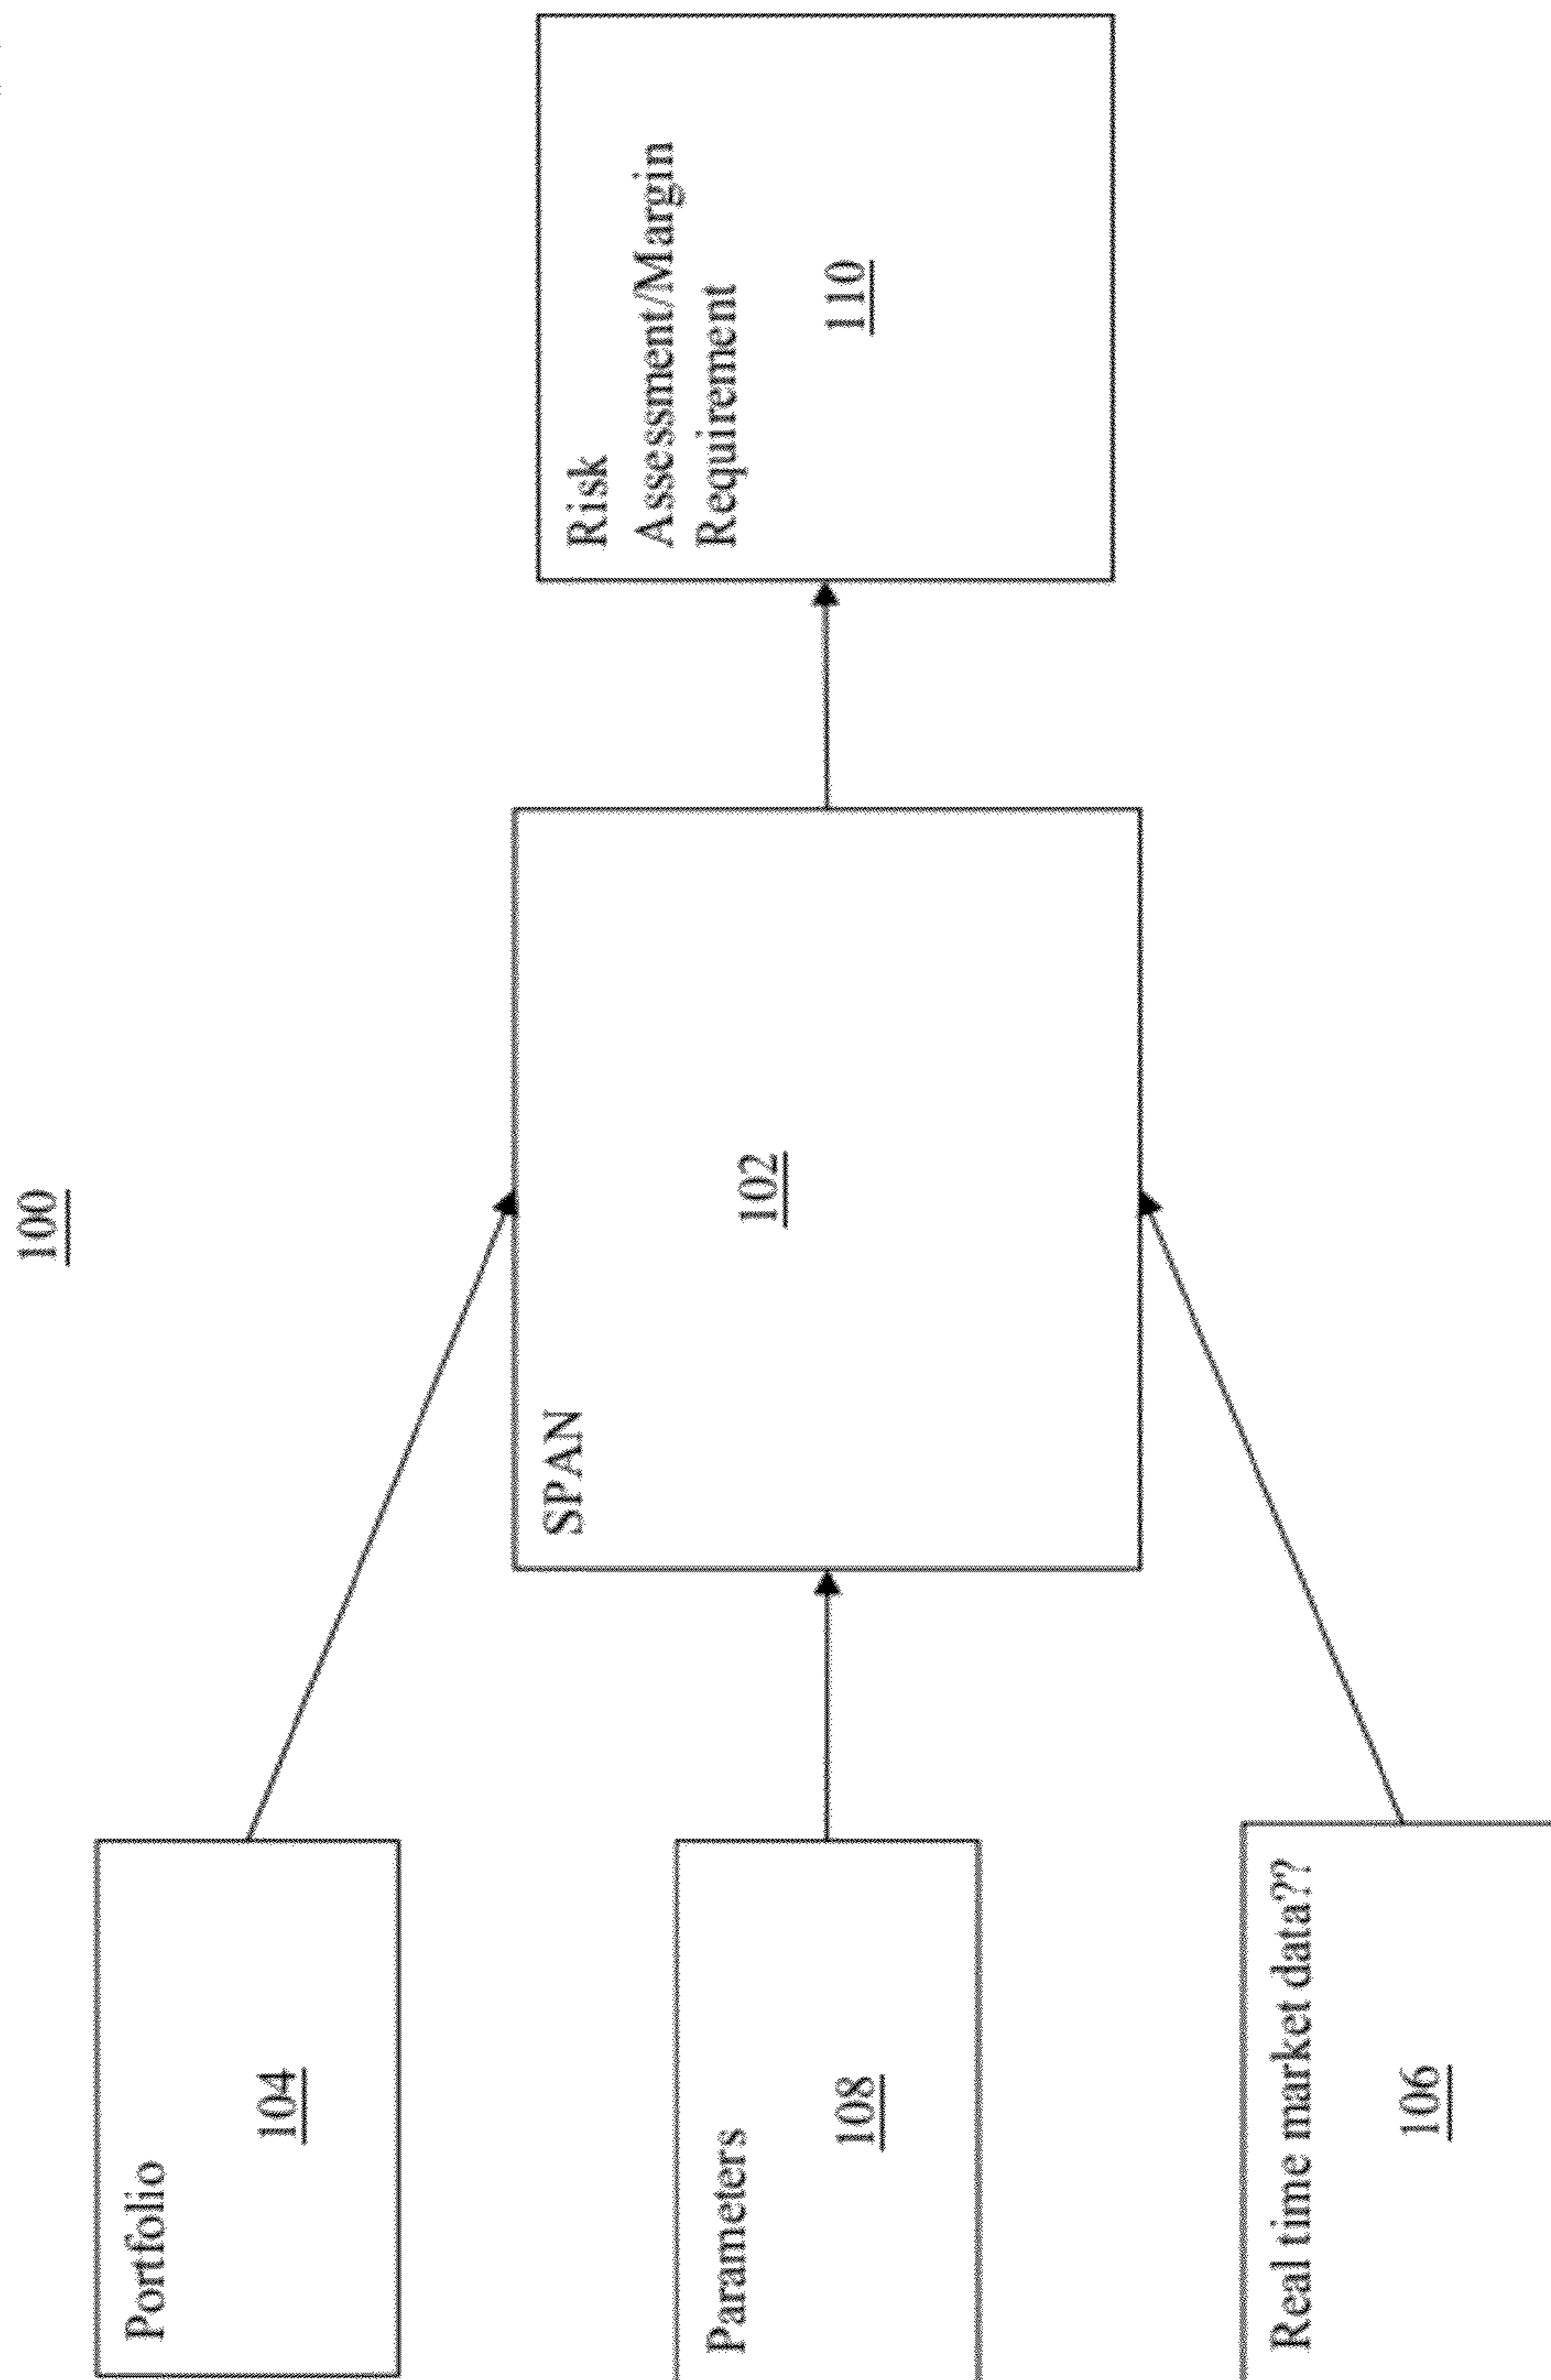 100
Portfolio
104
Parameters
108
Real time market data??
106
SPAN
102
Risk
Assessment/Margin
Requirement
110